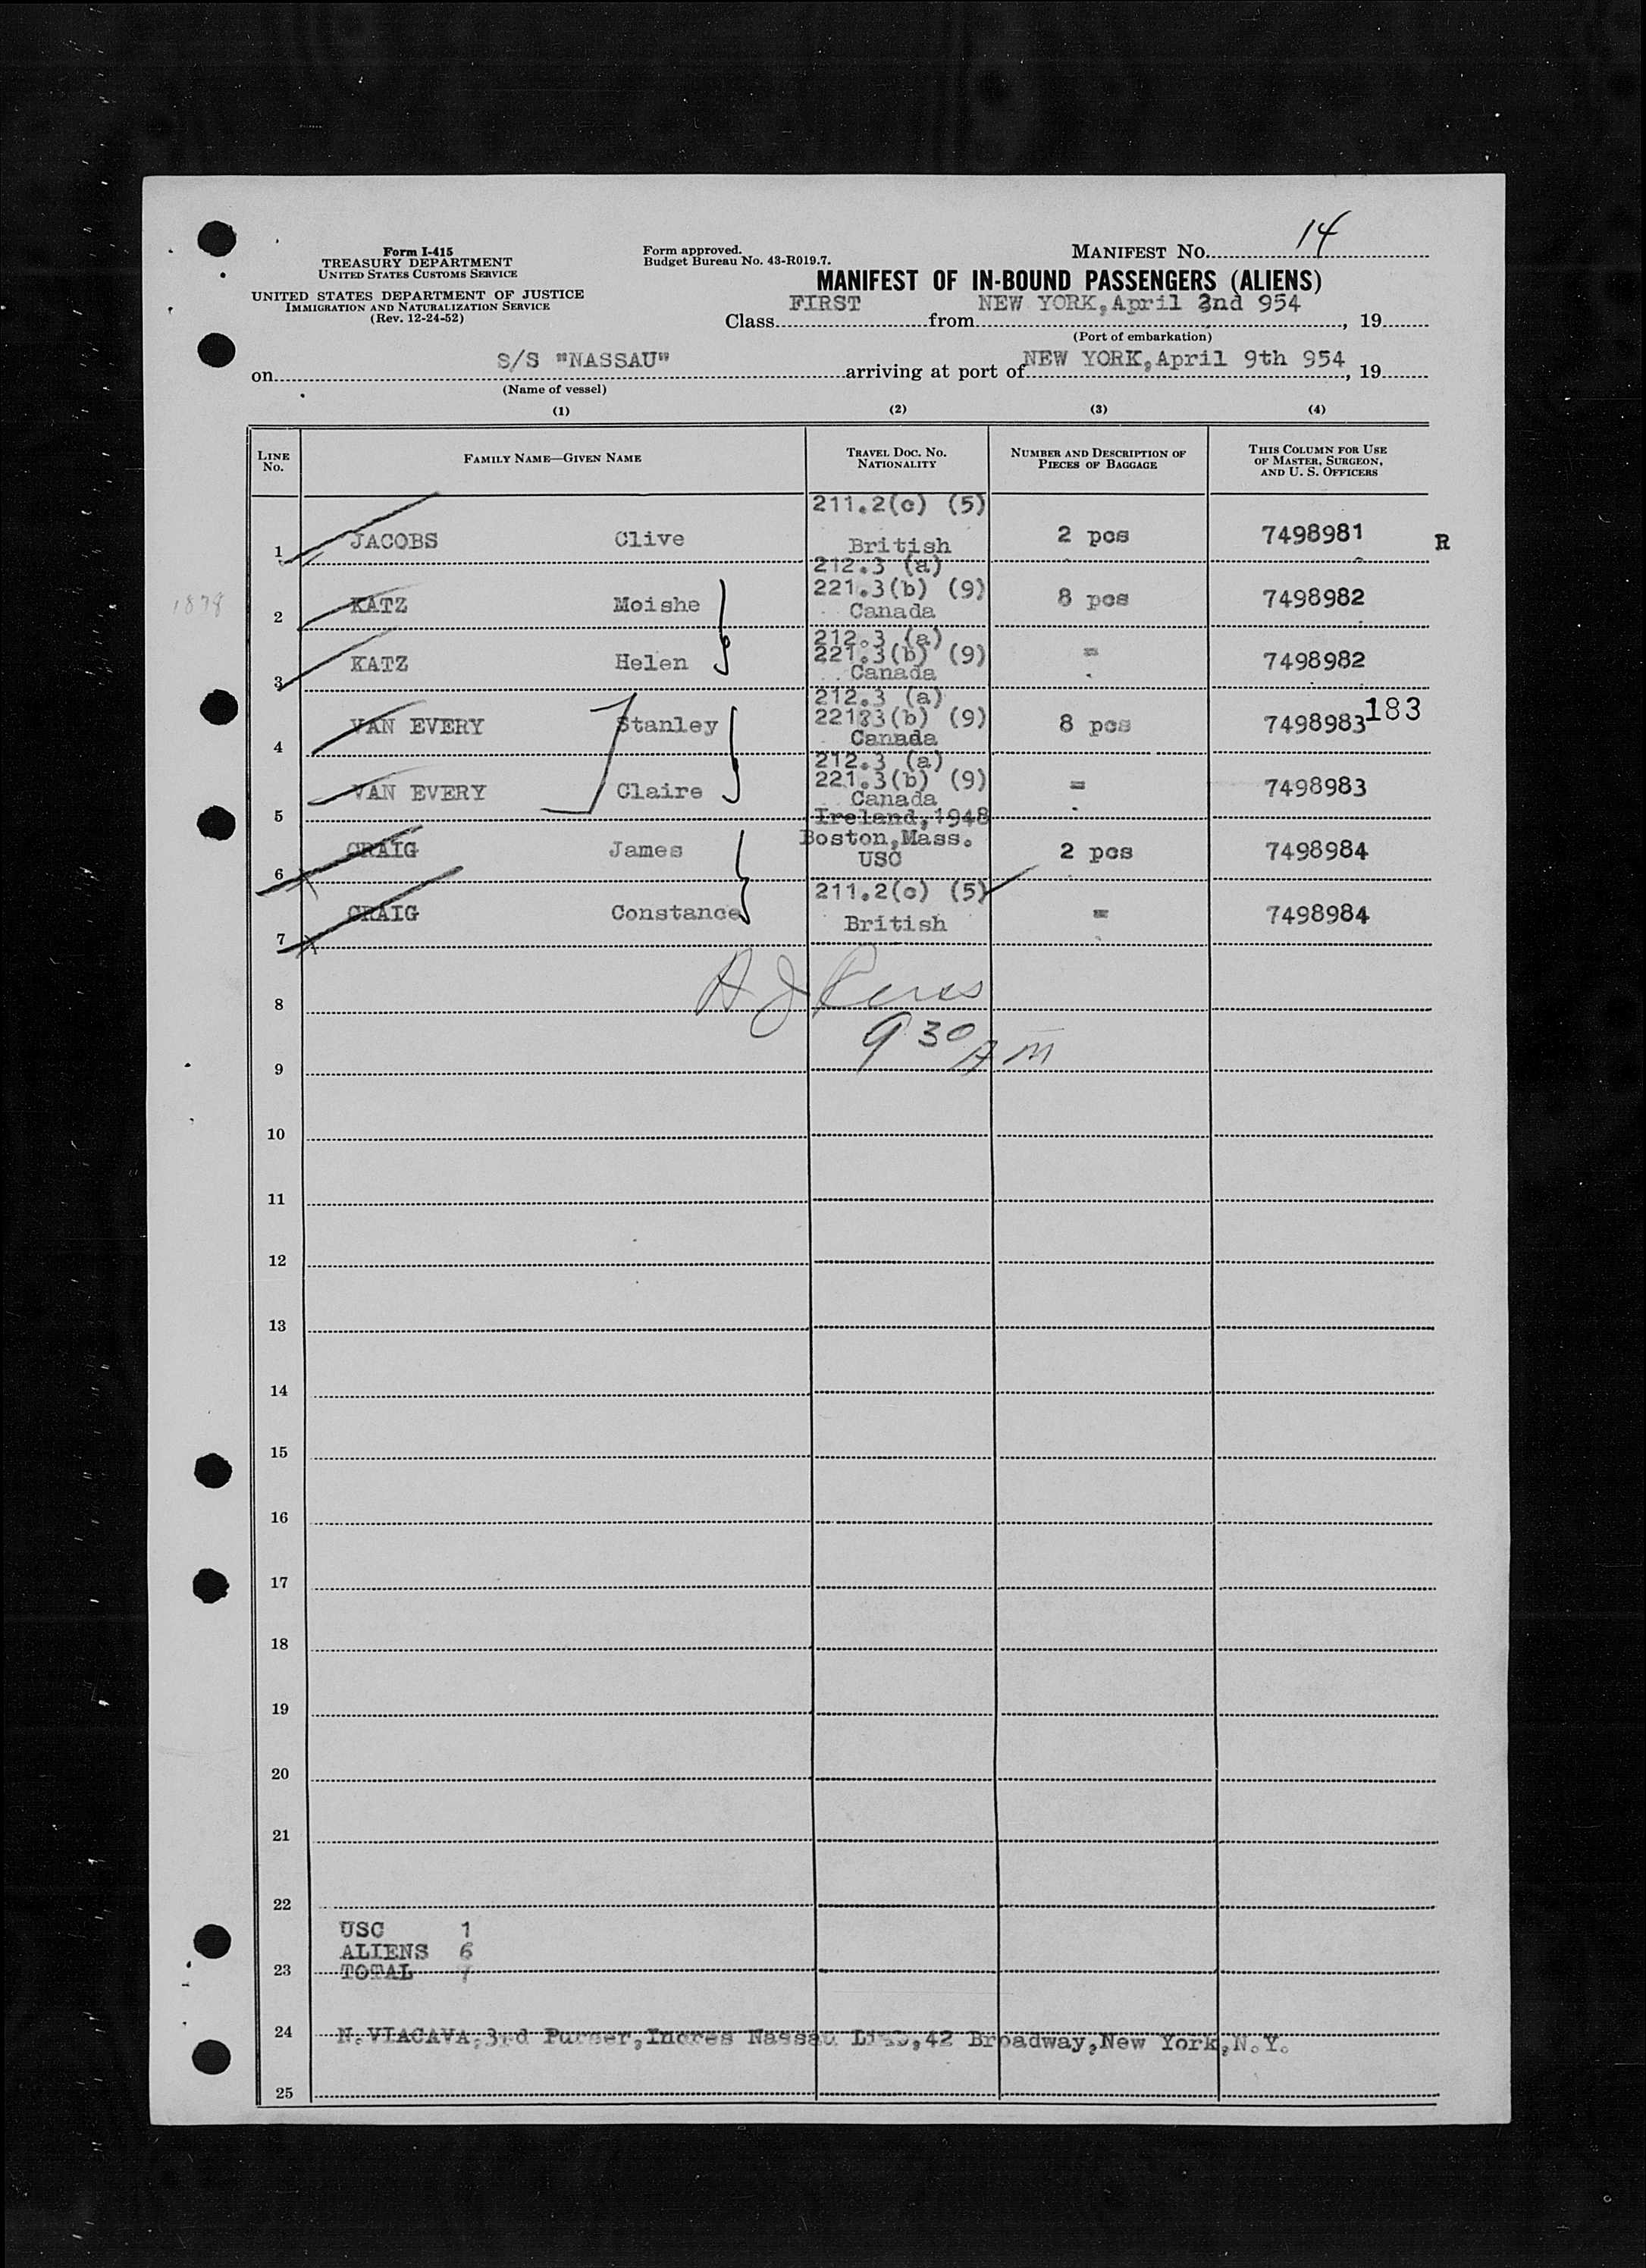 14
Form I-415
TREASURY DEPARTMENT
UNITED STATES CUSTOMS SERVICE
UNITED STATES DEPARTMENT OF JUSTICE
IMMIGRATION AND NATURALIZATION SERVICE
(Rev. 12-24-52)
Form approved.
Budget Bureau No. 43-R019.7.
MANIFEST NO.
MANIFEST OF IN-BOUND PASSENGERS (ALIENS)
FIRST NEW YORK, April 2nd 954
Class from , 19
(Port of embarkation)
S/S "NASSAU" NEW YORK, April 9th 954
on arriving at port of , 19
(Name of vessel)
(1) (2) (3) (4)
LINE NO. FAMILY NAME—GIVEN NAME TRAVEL DOC. NO. NATIONALITY NUMBER AND DESCRIPTION OF PIECES OF BAGGAGE THIS COLUMN FOR USE OF MASTER, SURGEON, AND U. S. OFFICERS
211.2(c) (5)
1 JACOBS Clive British 2 pcs 7498981 R
212.3 (a)
1878 2 KATZ Moishe 221.3(b) (9) 8 pcs 7498982
Canada
212.3 (a)
3 KATZ Helen 221.3(b) (9) = 7498982
Canada
212.3 (a)
4 VAN EVERY Stanley 22183(b) (9) 8 pcs 7498983 183
Canada
212.3 (a)
5 VAN EVERY Claire 221.3(b) (9) = 7498983
Canada
Ireland, 1948
6 CRAIG James Boston, Mass. 2 pcs 7498984
USC
211.2(c) (5)
7 CRAIG Constance British = 7498984
8
9 30 AM
9
10
11
12
13
14
15
16
17
18
19
20
21
22
USC 1
ALIENS 6
23 TOTAL 7
24 N. VIACAVA, 3rd Purser, Incres Nassau Line, 42 Broadway, New York, N.Y.
25